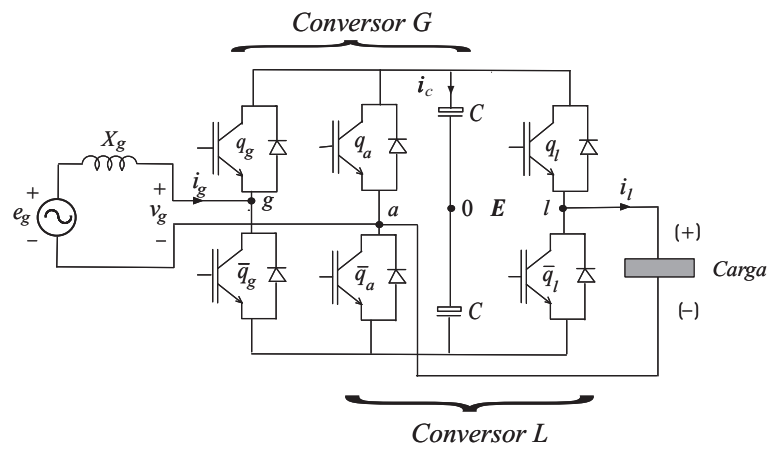 Conversor G
i_c
C
X_g
q_g
q_a
q_l
+
+
i_g
i_l
e_g
v_g
g
a
0
E
l
(+)
−
−
q̅_g
q̅_a
q̅_l
Carga
(−)
C
Conversor L